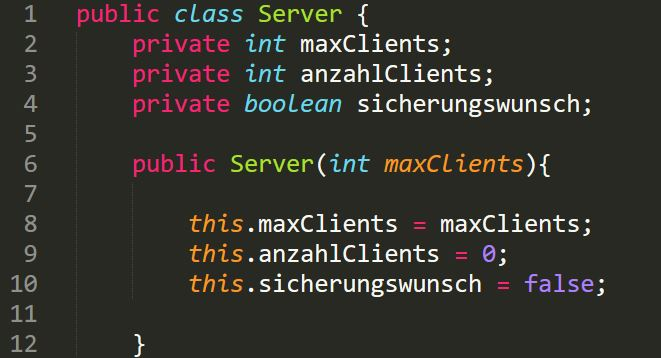 1 public class Server {
2     private int maxClients;
3     private int anzahlClients;
4     private boolean sicherungswunsch;
5
6     public Server(int maxClients){
7
8         this.maxClients = maxClients;
9         this.anzahlClients = 0;
10         this.sicherungswunsch = false;
11
12     }